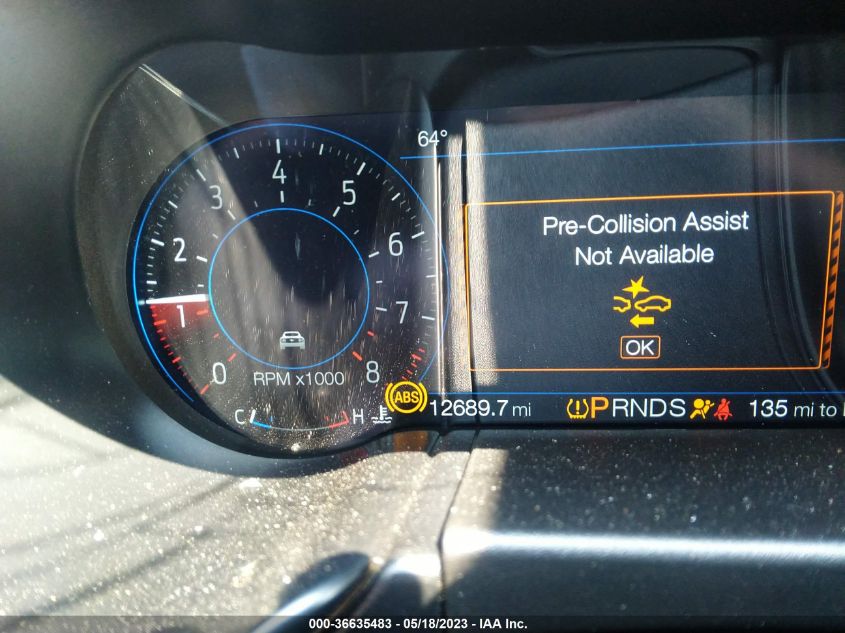 64°
0 1 2 3 4 5 6 7 8
RPM x1000
C H
ABS
Pre-Collision Assist
Not Available
OK
12689.7 mi
PRNDS
135 mi to
000-36635483 - 05/18/2023 - IAA Inc.